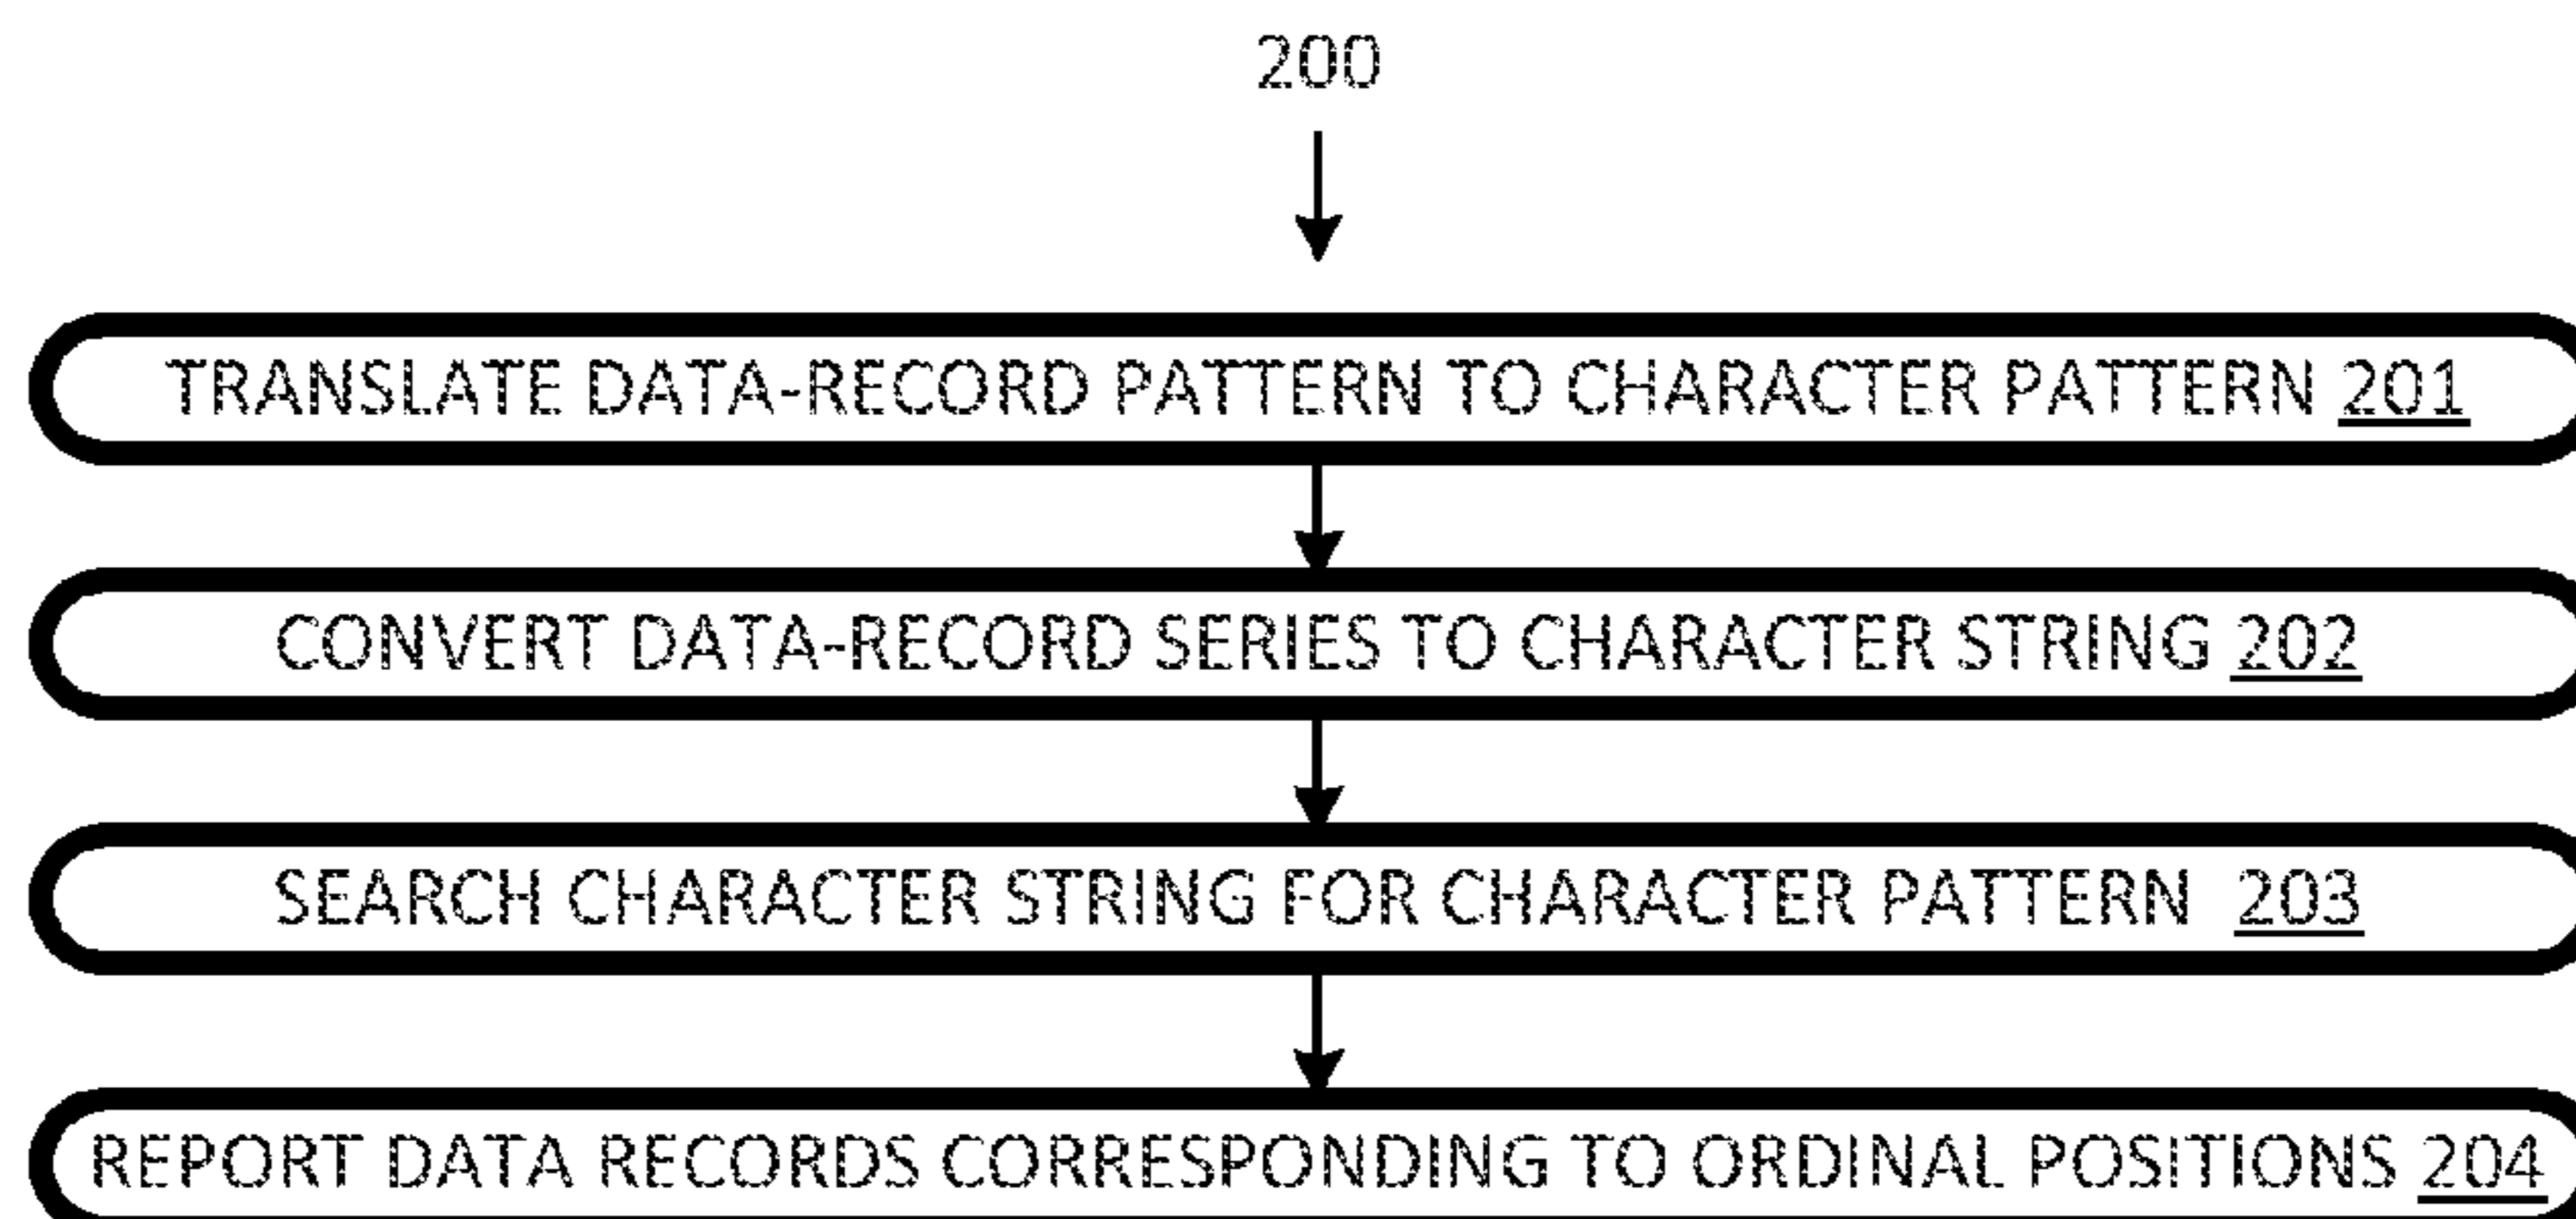 200
TRANSLATE DATA-RECORD PATTERN TO CHARACTER PATTERN 201
CONVERT DATA-RECORD SERIES TO CHARACTER STRING 202
SEARCH CHARACTER STRING FOR CHARACTER PATTERN 203
REPORT DATA RECORDS CORRESPONDING TO ORDINAL POSITIONS 204